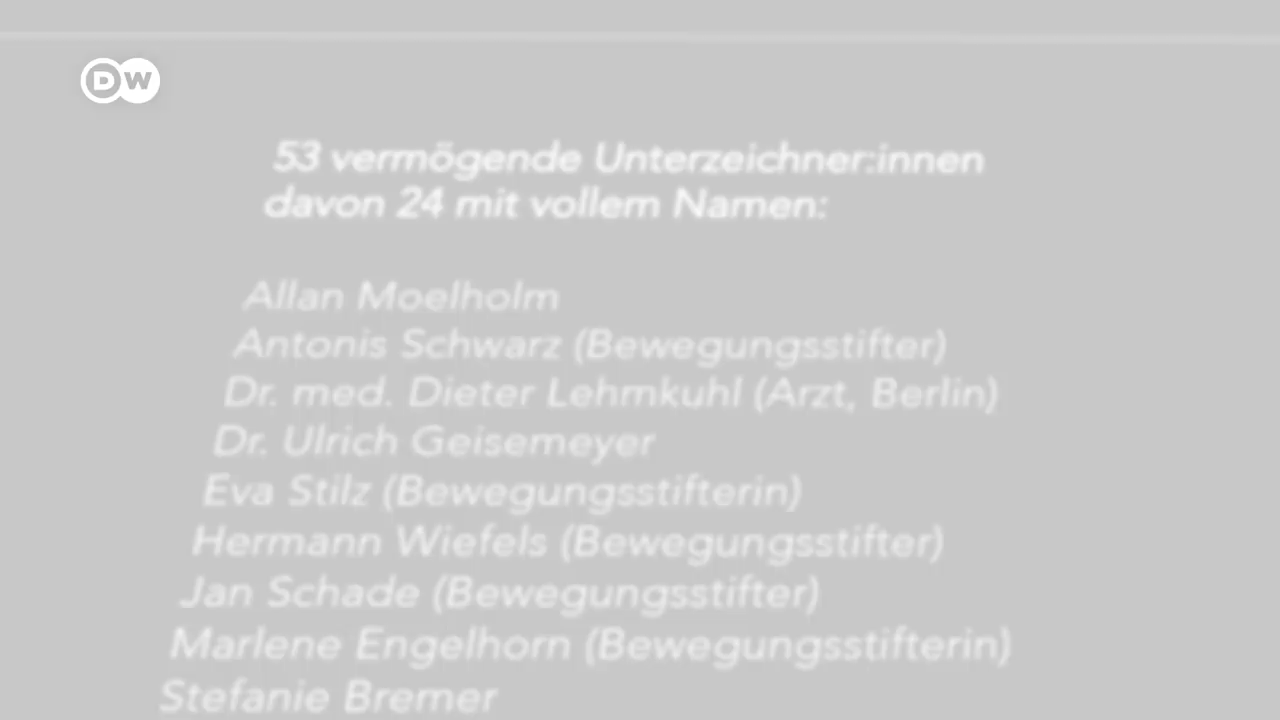 DW
53 vermögende Unterzeichner:innen
davon 24 mit vollem Namen:
Allan Moelholm
Antonis Schwarz (Bewegungsstifter)
Dr. med. Dieter Lehmkuhl (Arzt, Berlin)
Dr. Ulrich Geisemeyer
Eva Stilz (Bewegungsstifterin)
Hermann Wiefels (Bewegungsstifter)
Jan Schade (Bewegungsstifter)
Marlene Engelhorn (Bewegungsstifterin)
Stefanie Bremer